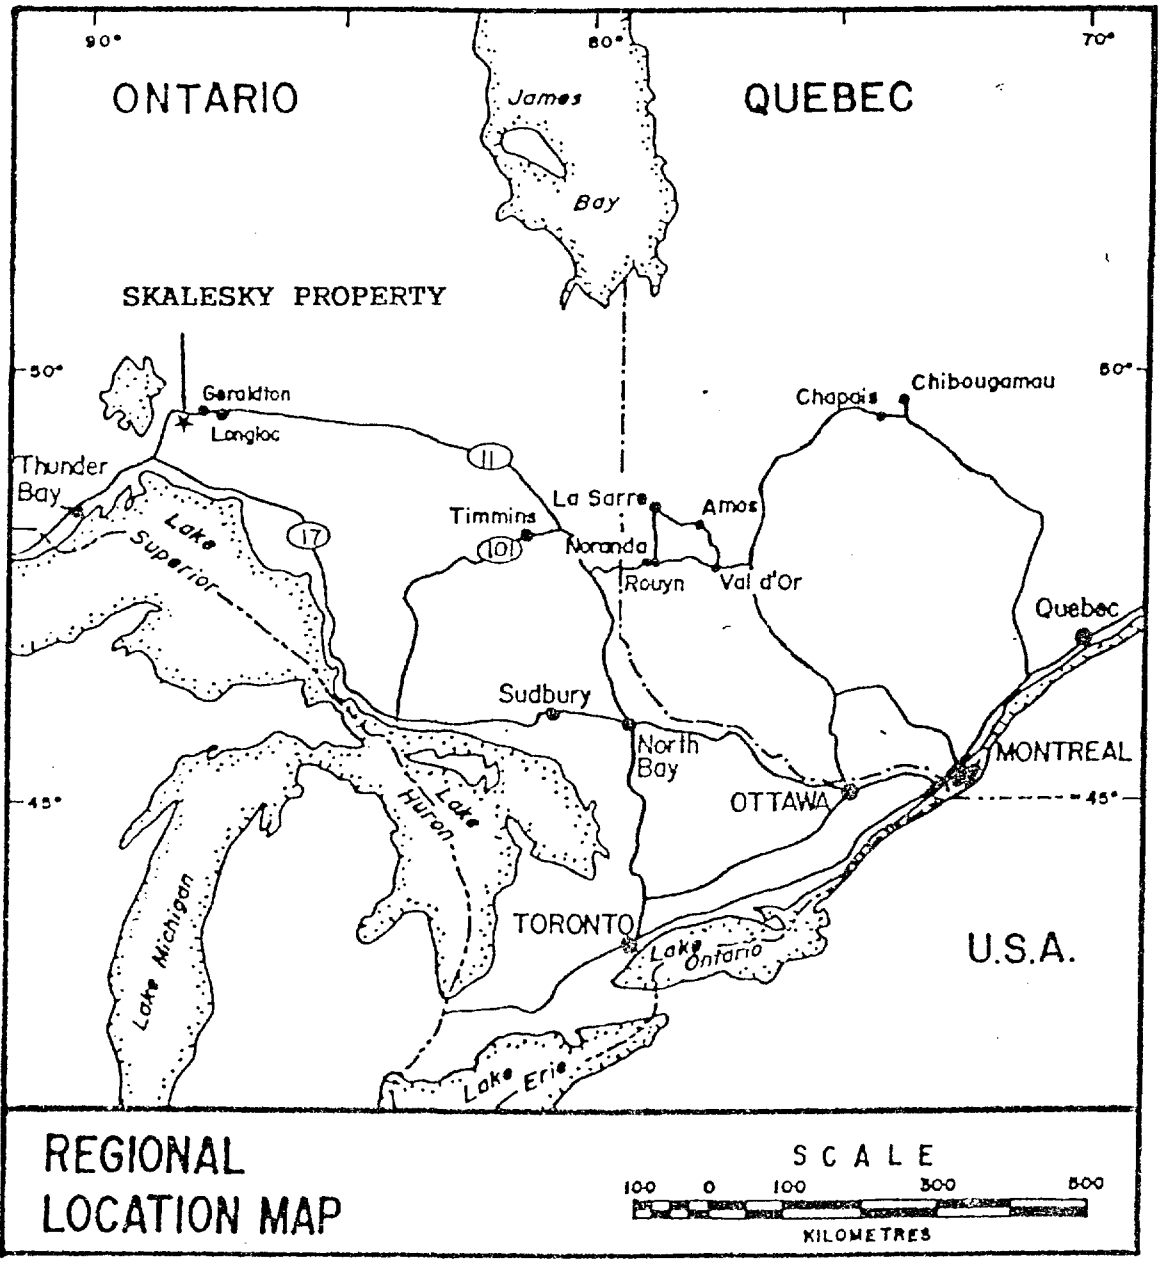 90° 80° 70°
ONTARIO QUEBEC
James
Bay
SKALESKY PROPERTY
50° 50°
Geraldton
Longlac
Chapais Chibougamau
Thunder
Bay
11
La Sarre Amos
Timmins
101
Noranda
Rouyn Val d'Or
17
Lake
Superior
Quebec
Sudbury
North
Bay
MONTREAL
OTTAWA
45° 45°
Lake
Huron
Lake Michigan
TORONTO
Lake
Ontario
U.S.A.
Lake Erie
REGIONAL
LOCATION MAP
SCALE
100 0 100 300 500
KILOMETRES